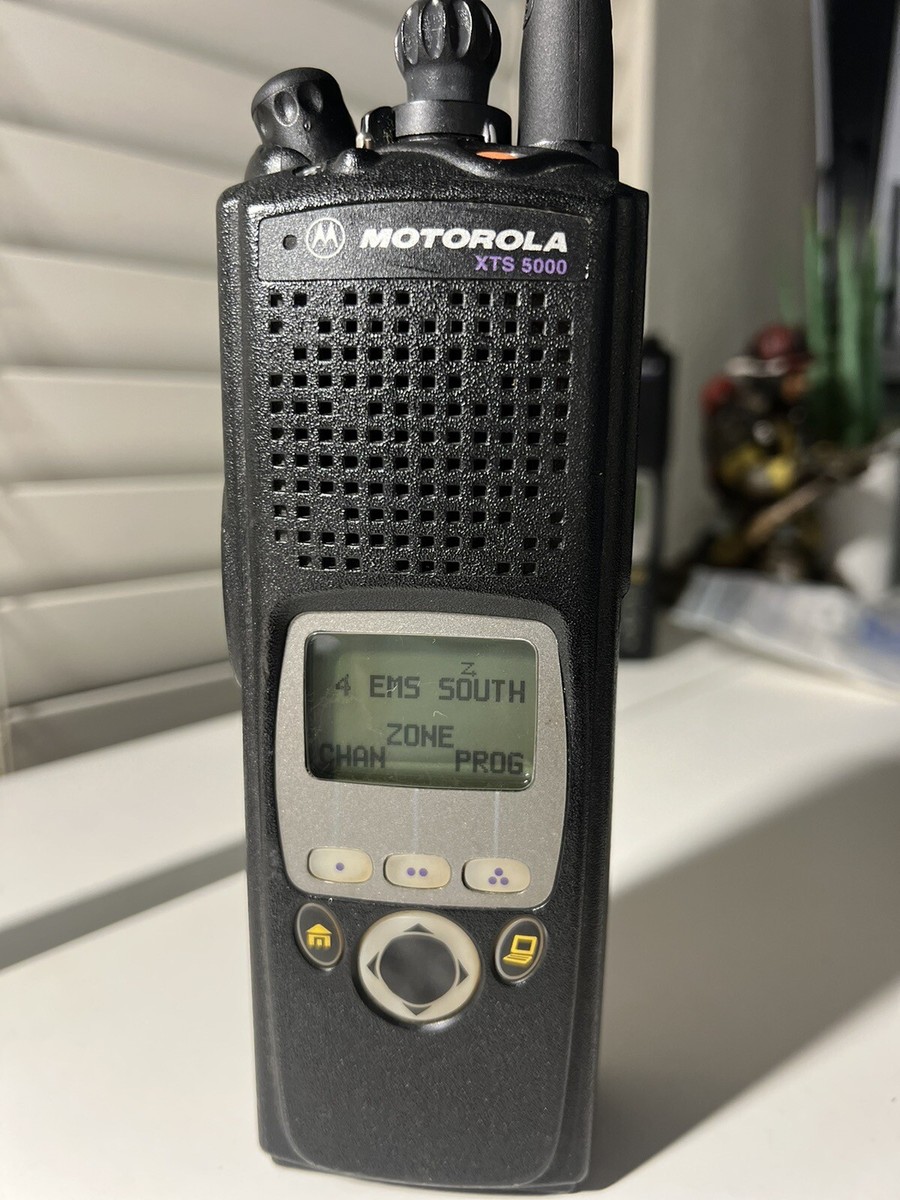 MOTOROLA
XTS 5000
Z
4 EMS SOUTH
ZONE
CHAN PROG